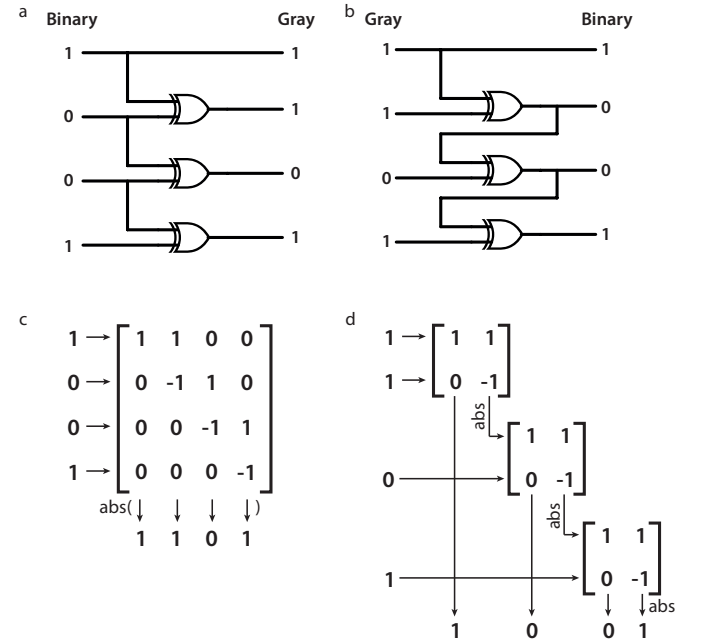 a
Binary Gray
1 1
0 1
0 0
1 1
b
Gray Binary
1 1
1 0
0 0
1 1
c
1 1 1 0 0
0 0 -1 1 0
0 0 0 -1 1
1 0 0 0 -1
abs( )
1 1 0 1
d
1 1 1
1 0 -1
abs
1 1
0 0 -1
abs
1 1
1 0 -1
abs
1 0 0 1